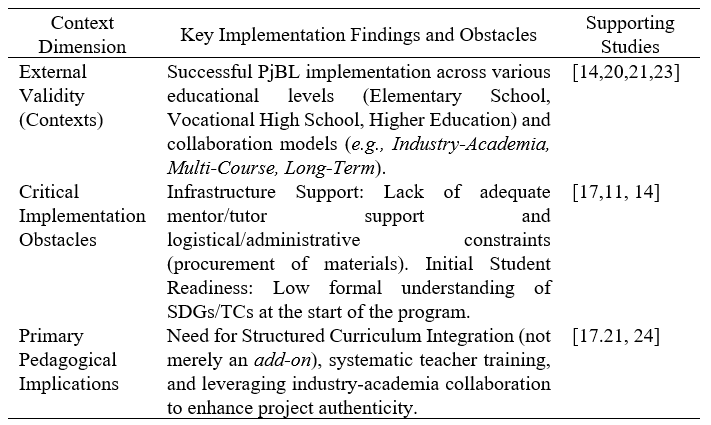 Context Dimension Key Implementation Findings and Obstacles Supporting Studies
External Successful PjBL implementation across various [14,20,21,23]
Validity educational levels (Elementary School,
(Contexts) Vocational High School, Higher Education) and
collaboration models (e.g., Industry-Academia,
Multi-Course, Long-Term).
Critical Infrastructure Support: Lack of adequate [17,11, 14]
Implementation mentor/tutor support and
Obstacles logistical/administrative constraints
(procurement of materials). Initial Student
Readiness: Low formal understanding of
SDGs/TCs at the start of the program.
Primary Need for Structured Curriculum Integration (not [17.21, 24]
Pedagogical merely an add-on), systematic teacher training,
Implications and leveraging industry-academia collaboration
to enhance project authenticity.